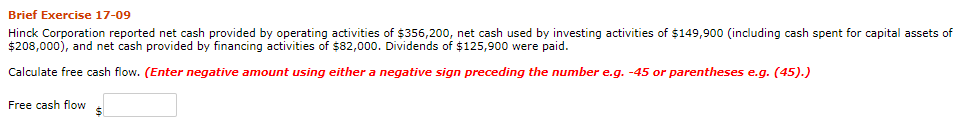 Brief Exercise 17-09
Hinck Corporation reported net cash provided by operating activities of $356,200, net cash used by investing activities of $149,900 (including cash spent for capital assets of
$208,000), and net cash provided by financing activities of $82,000. Dividends of $125,900 were paid.
Calculate free cash flow. (Enter negative amount using either a negative sign preceding the number e.g. -45 or parentheses e.g. (45).)
Free cash flow $